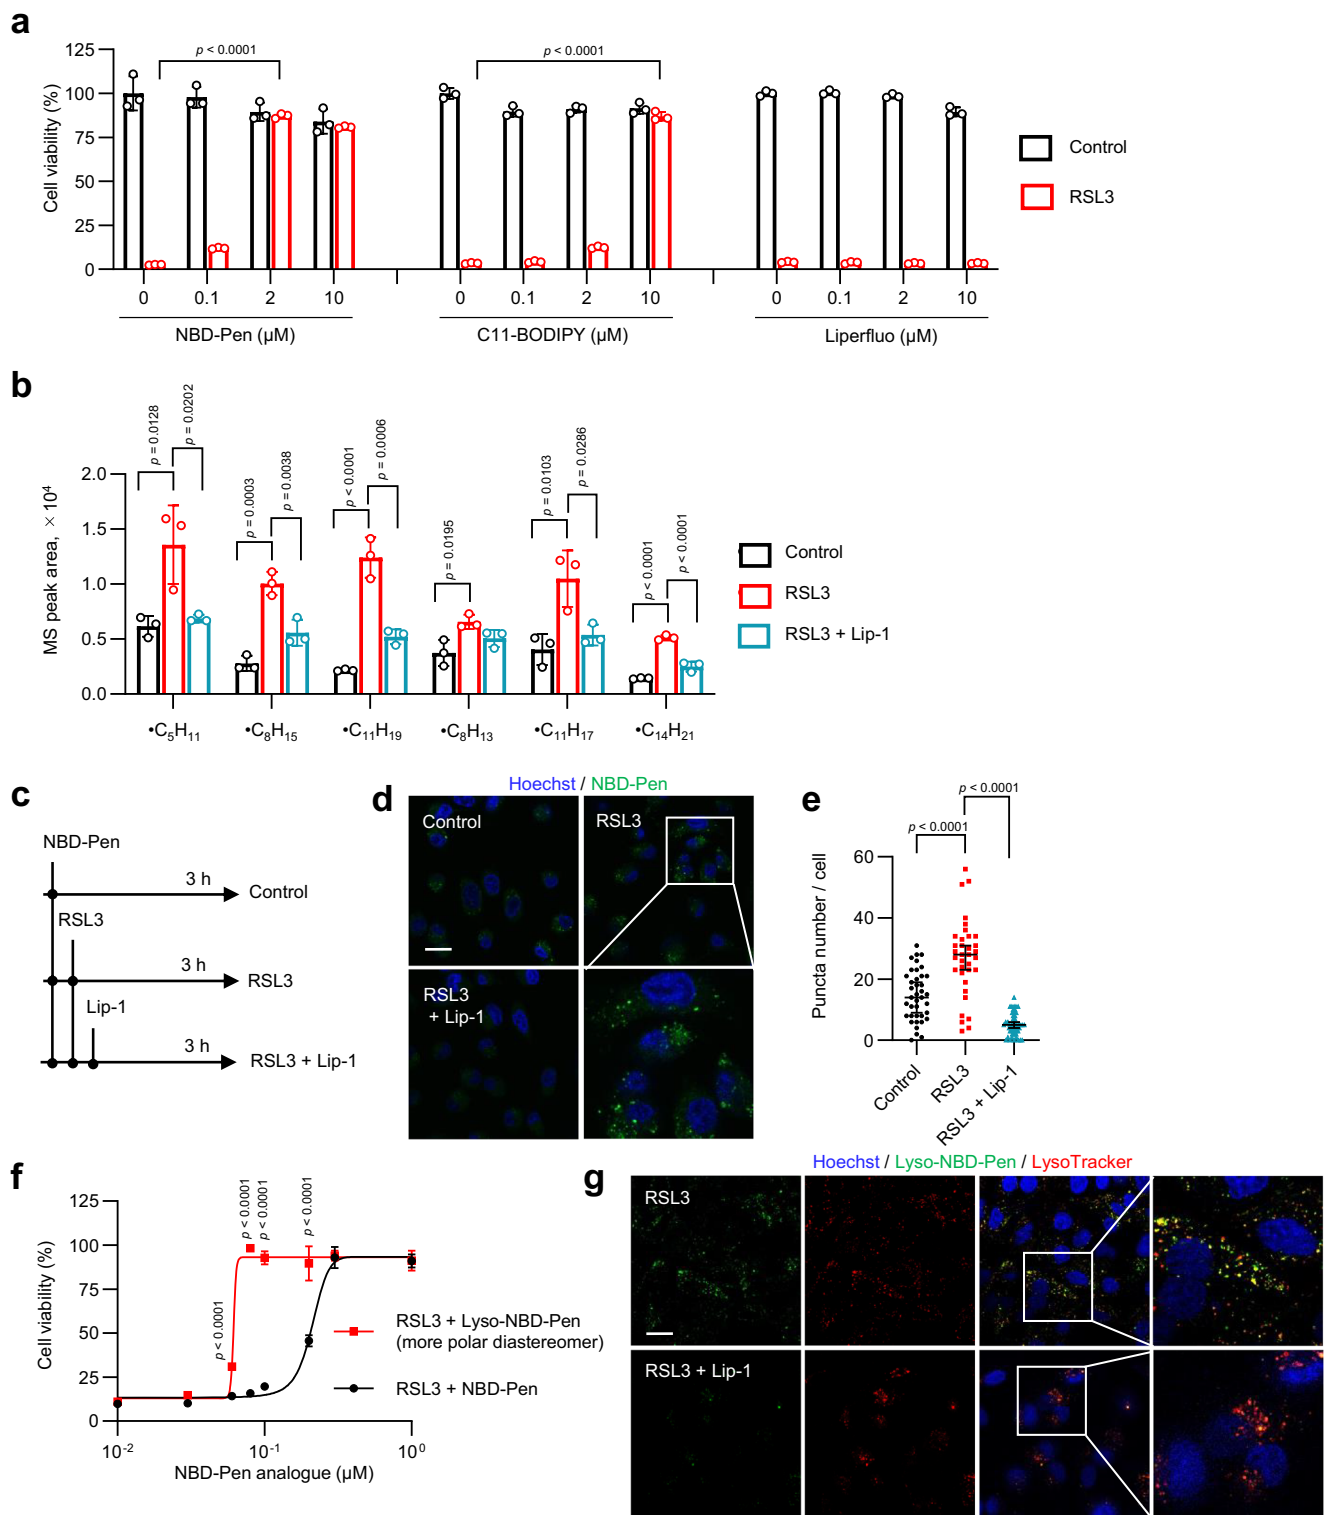 a
125
100
75
50
25
0
Cell viability (%)
p < 0.0001
p < 0.0001
0 0.1 2 10
0 0.1 2 10
0 0.1 2 10
NBD-Pen (µM)
C11-BODIPY (µM)
Liperfluo (µM)
Control
RSL3
b
2.0
1.5
1.0
0.5
0.0
MS peak area, × 10⁴
p = 0.0128
p = 0.0202
p = 0.0003
p = 0.0038
p < 0.0001
p = 0.0006
p = 0.0195
p = 0.0103
p = 0.0286
p < 0.0001
p < 0.0001
•C₅H₁₁
•C₈H₁₅
•C₁₁H₁₉
•C₈H₁₃
•C₁₁H₁₇
•C₁₄H₂₁
Control
RSL3
RSL3 + Lip-1
c
NBD-Pen
3 h
Control
RSL3
3 h
RSL3
Lip-1
3 h
RSL3 + Lip-1
d
Hoechst / NBD-Pen
Control
RSL3
RSL3
+ Lip-1
e
p < 0.0001
p < 0.0001
60
40
20
0
Puncta number / cell
Control
RSL3
RSL3 + Lip-1
f
125
100
75
50
25
0
Cell viability (%)
p < 0.0001
p < 0.0001
p < 0.0001
p < 0.0001
RSL3 + Lyso-NBD-Pen
(more polar diastereomer)
RSL3 + NBD-Pen
10⁻² 10⁻¹ 10⁰
NBD-Pen analogue (µM)
g
Hoechst / Lyso-NBD-Pen / LysoTracker
RSL3
RSL3 + Lip-1